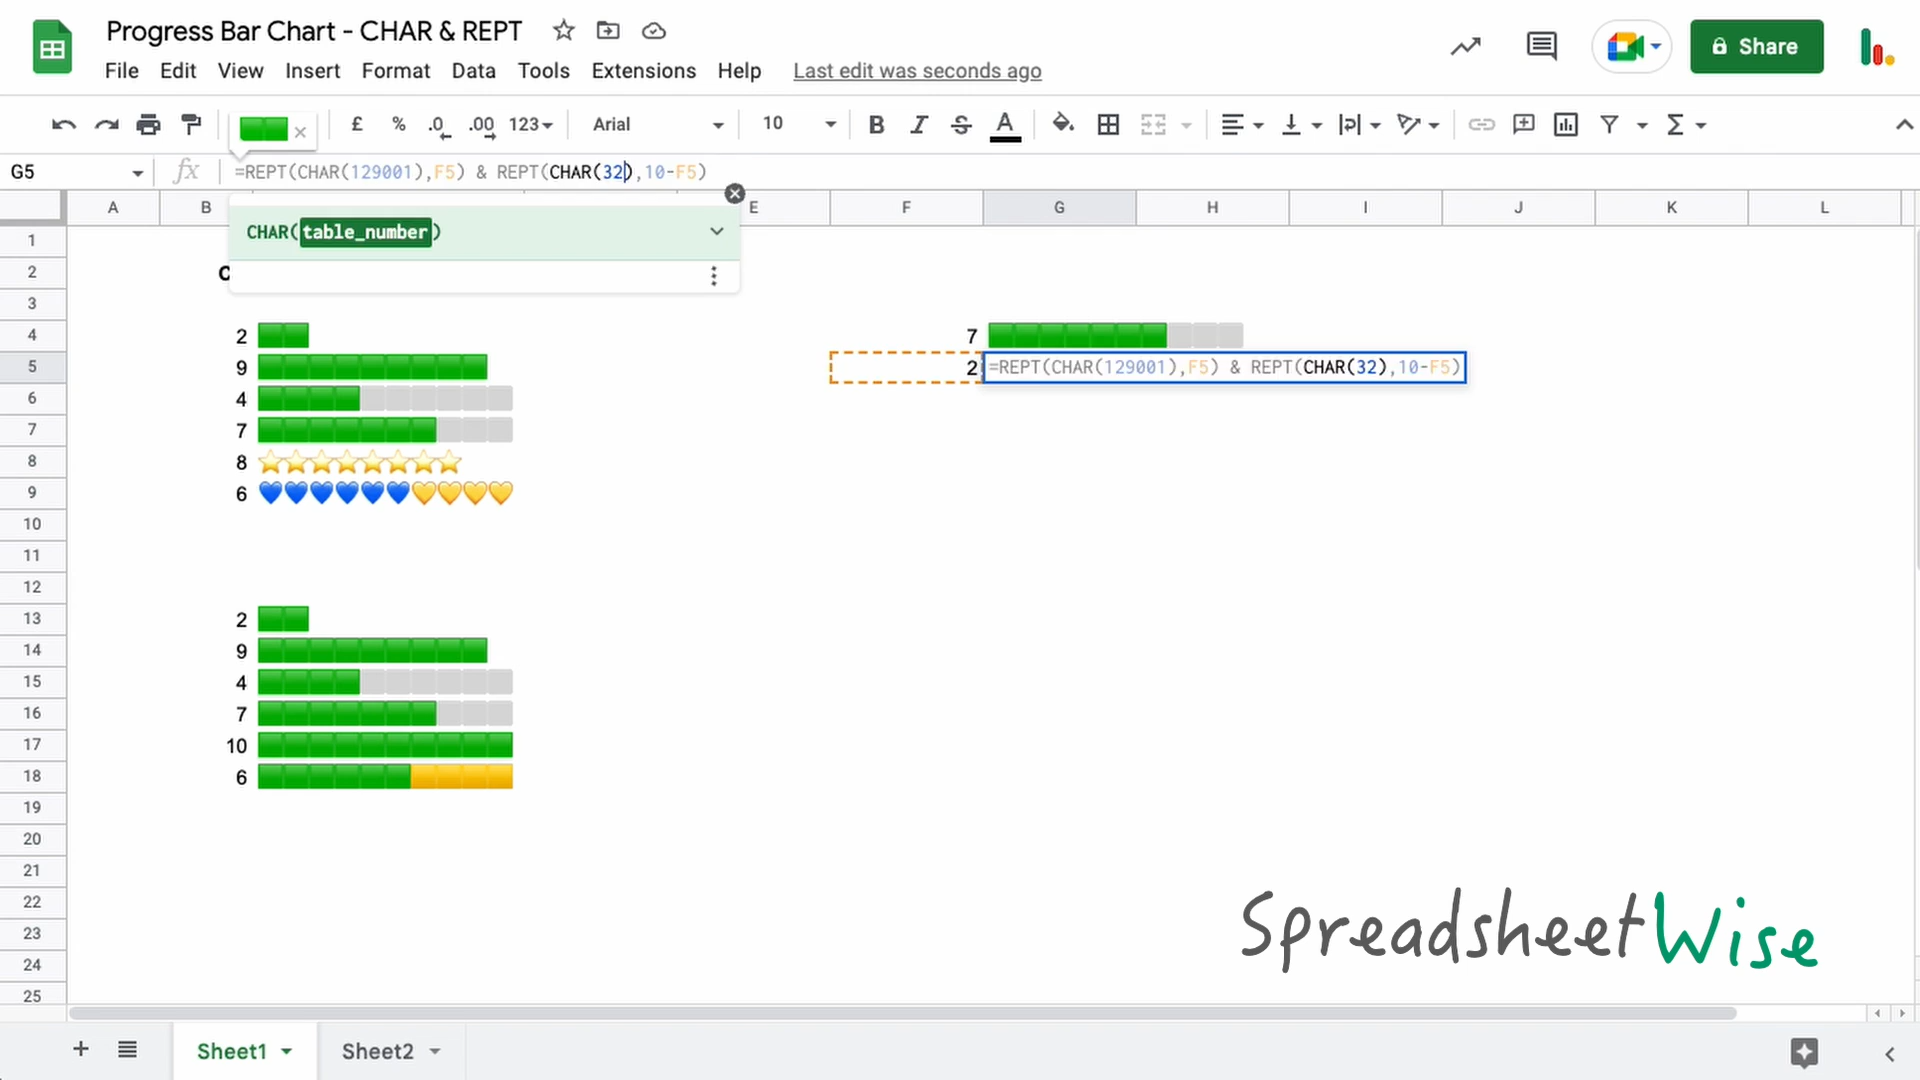 Progress Bar Chart - CHAR & REPT
File Edit View Insert Format Data Tools Extensions Help Last edit was seconds ago
Share
£ % .0 .00 123 Arial 10 B I S A Σ
G5 fx =REPT(CHAR(129001),F5) & REPT(CHAR(32),10-F5)
A B E F G H I J K L
CHAR(table_number)
1
2 C
3
4 2 7
5 9 2 =REPT(CHAR(129001),F5) & REPT(CHAR(32),10-F5)
6 4
7 7
8 8
9 6
10
11
12
13 2
14 9
15 4
16 7
17 10
18 6
19
20
21
22
23
24
25
SpreadsheetWise
+ Sheet1 Sheet2